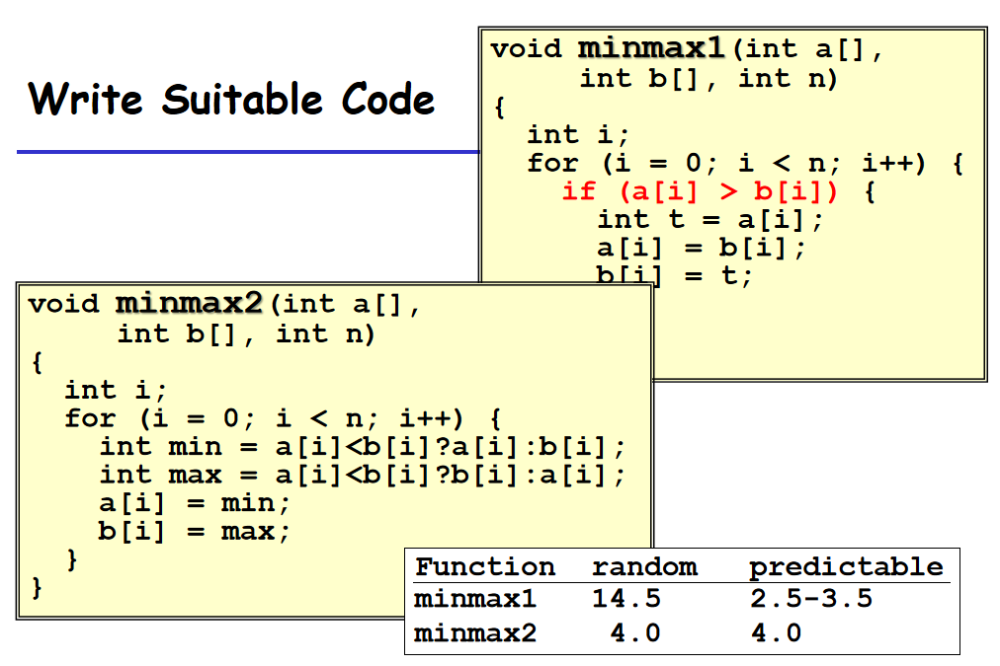 Write Suitable Code
void minmax1(int a[],
int b[], int n)
{
int i;
for (i = 0; i < n; i++) {
if (a[i] > b[i]) {
int t = a[i];
a[i] = b[i];
b[i] = t;
void minmax2(int a[],
int b[], int n)
{
int i;
for (i = 0; i < n; i++) {
int min = a[i]<b[i]?a[i]:b[i];
int max = a[i]<b[i]?b[i]:a[i];
a[i] = min;
b[i] = max;
}
}
Function random predictable
minmax1 14.5 2.5-3.5
minmax2 4.0 4.0